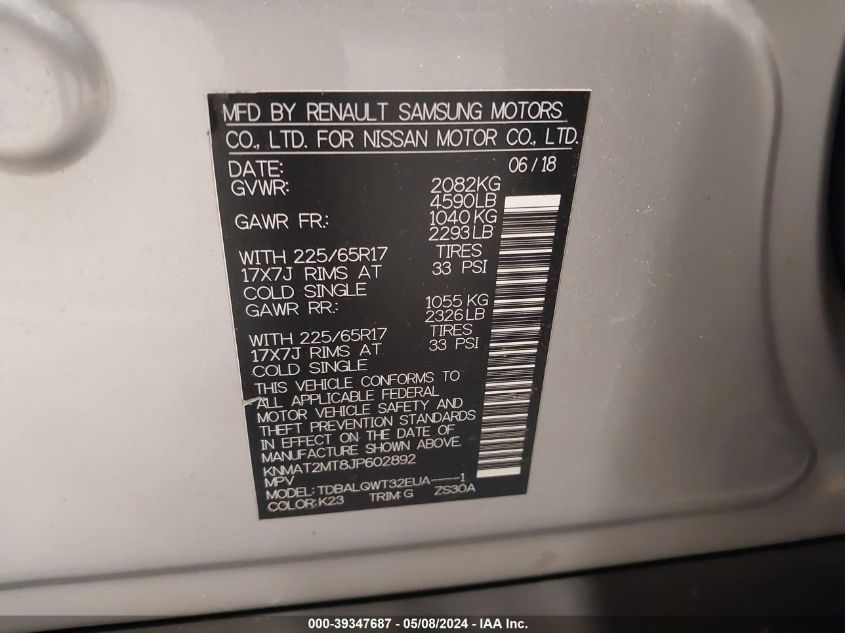 MFD BY RENAULT SAMSUNG MOTORS
CO., LTD. FOR NISSAN MOTOR CO., LTD.
DATE: 06/18
GVWR: 2082KG
4590LB
GAWR FR.: 1040KG
2293LB
WITH 225/65R17 TIRES
17X7J RIMS AT 33 PSI
COLD SINGLE
GAWR RR.: 1055 KG
2326LB
WITH 225/65R17 TIRES
17X7J RIMS AT 33 PSI
COLD SINGLE
THIS VEHICLE CONFORMS TO
ALL APPLICABLE FEDERAL
MOTOR VEHICLE SAFETY AND
THEFT PREVENTION STANDARDS
IN EFFECT ON THE DATE OF
MANUFACTURE SHOWN ABOVE.
KNMAT2MT8JP602892
MPV
MODEL: TDBALQWT32EUA----1
COLOR: K23 TRIM: G ZS30A
000-39347687 - 05/08/2024 - IAA Inc.